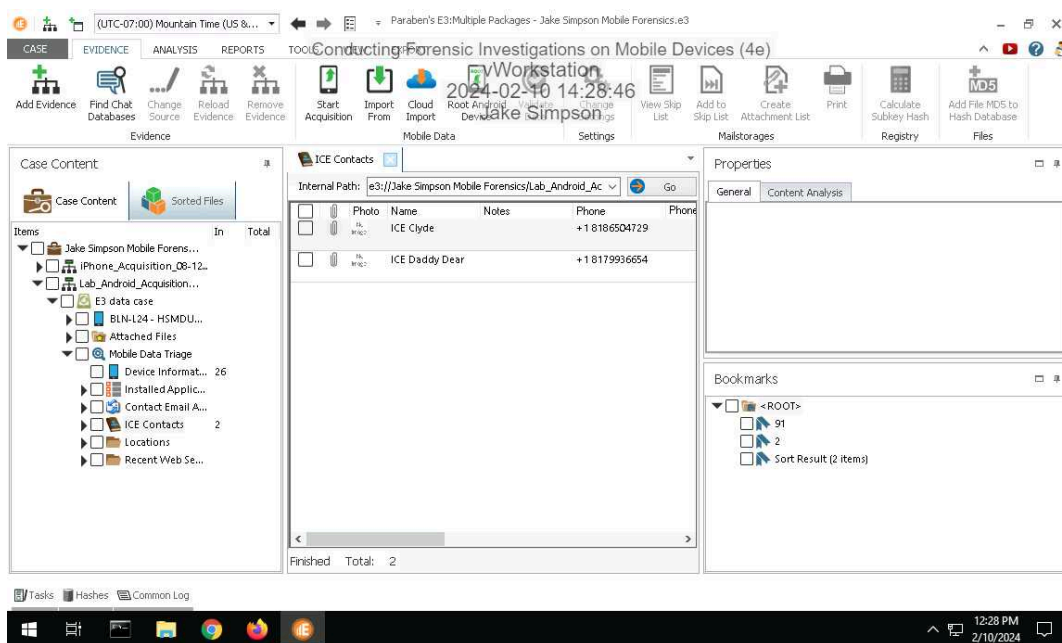 (UTC-07:00) Mountain Time (US &...
Paraben's E3:Multiple Packages - Jake Simpson Mobile Forensics.e3
CASE EVIDENCE ANALYSIS REPORTS TOOLS
Conducting Forensic Investigations on Mobile Devices (4e)
vWorkstation
2024-02-10 14:28:46
Jake Simpson
Add Evidence
Find Chat Databases
Change Source
Reload Evidence
Remove Evidence
Start Acquisition
Import From
Cloud Import
Root Android Device
Change Settings
View Skip List
Add to Skip List
Create Attachment List
Print
Calculate Subkey Hash
MD5
Add File MD5 to Hash Database
Evidence Mobile Data Settings Mailstorages Registry Files
Case Content
Case Content Sorted Files
Items In Total
Jake Simpson Mobile Forens...
iPhone_Acquisition_08-12...
Lab_Android_Acquisition...
E3 data case
BLN-L24 - HSMDU...
Attached Files
Mobile Data Triage
Device Informat... 26
Installed Applic...
Contact Email A...
ICE Contacts 2
Locations
Recent Web Se...
ICE Contacts
Internal Path: e3://Jake Simpson Mobile Forensics/Lab_Android_Ac Go
Photo Name Notes Phone Phone
ICE Clyde +1 8186504729
ICE Daddy Dear +1 8179936654
Finished Total: 2
Properties
General Content Analysis
Bookmarks
<ROOT>
91
2
Sort Result (2 items)
Tasks Hashes Common Log
12:28 PM
2/10/2024